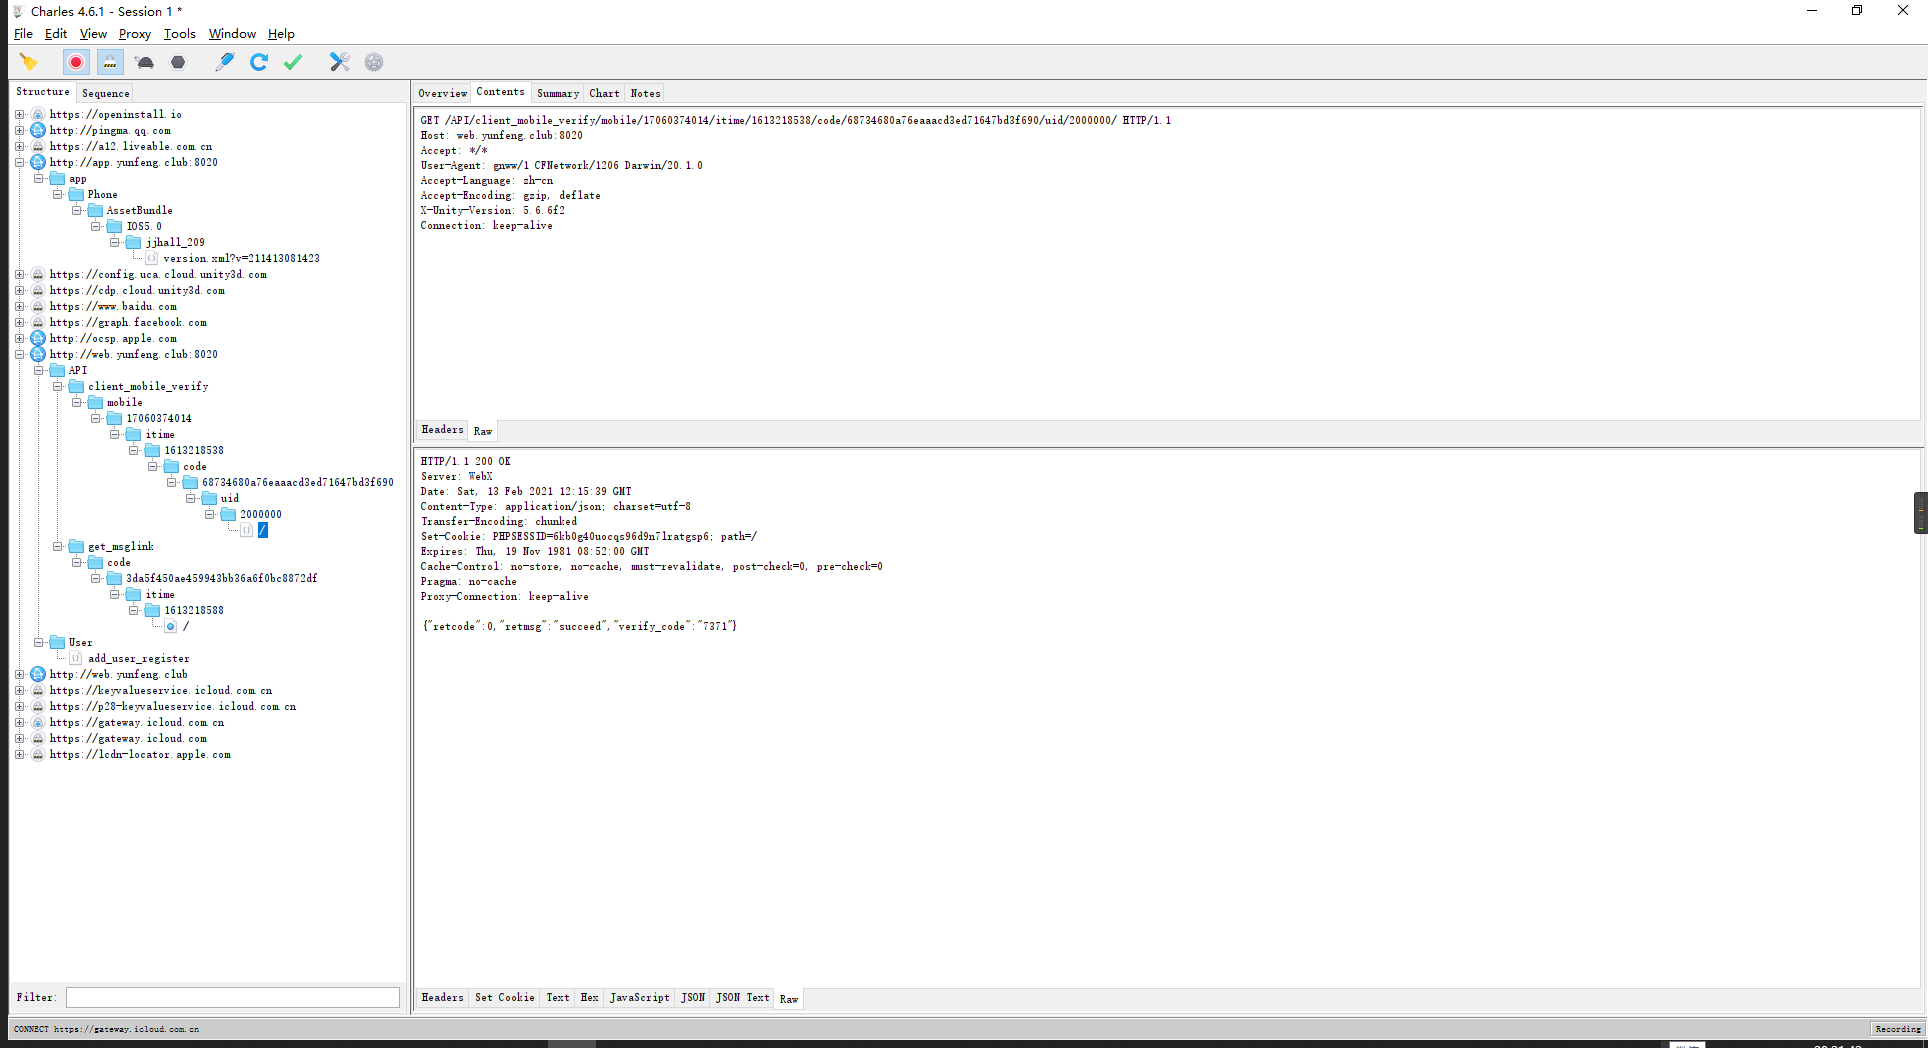 Charles 4.6.1 - Session 1 *
File Edit View Proxy Tools Window Help
Structure Sequence
https://openinstall.io
http://pingma.qq.com
https://a12.liveable.com.cn
http://app.yunfeng.club:8020
app
Phone
AssetBundle
IOS5.0
jjhall_209
version.xml?v=211413081423
https://config.uca.cloud.unity3d.com
https://cdp.cloud.unity3d.com
https://www.baidu.com
https://graph.facebook.com
http://ocsp.apple.com
http://web.yunfeng.club:8020
API
client_mobile_verify
mobile
17060374014
itime
1613218538
code
68734680a76eaaacd3ed71647bd3f690
uid
2000000
/
get_msglink
code
3da5f450ae459943bb36a6f0bc8872df
itime
1613218588
/
User
add_user_register
http://web.yunfeng.club
https://keyvalueservice.icloud.com.cn
https://p28-keyvalueservice.icloud.com.cn
https://gateway.icloud.com.cn
https://gateway.icloud.com
https://lcdn-locator.apple.com
Filter:
Overview Contents Summary Chart Notes
GET /API/client_mobile_verify/mobile/17060374014/itime/1613218538/code/68734680a76eaaacd3ed71647bd3f690/uid/2000000/ HTTP/1.1
Host: web.yunfeng.club:8020
Accept: */*
User-Agent: gnww/1 CFNetwork/1206 Darwin/20.1.0
Accept-Language: zh-cn
Accept-Encoding: gzip, deflate
X-Unity-Version: 5.6.6f2
Connection: keep-alive
Headers Raw
HTTP/1.1 200 OK
Server: WebX
Date: Sat, 13 Feb 2021 12:15:39 GMT
Content-Type: application/json; charset=utf-8
Transfer-Encoding: chunked
Set-Cookie: PHPSESSID=6kb0g40uocqs96d9n7lratgsp6; path=/
Expires: Thu, 19 Nov 1981 08:52:00 GMT
Cache-Control: no-store, no-cache, must-revalidate, post-check=0, pre-check=0
Pragma: no-cache
Proxy-Connection: keep-alive
{"retcode":0,"retmsg":"succeed","verify_code":"7371"}
Headers Set Cookie Text Hex JavaScript JSON JSON Text Raw
CONNECT https://gateway.icloud.com.cn
Recording